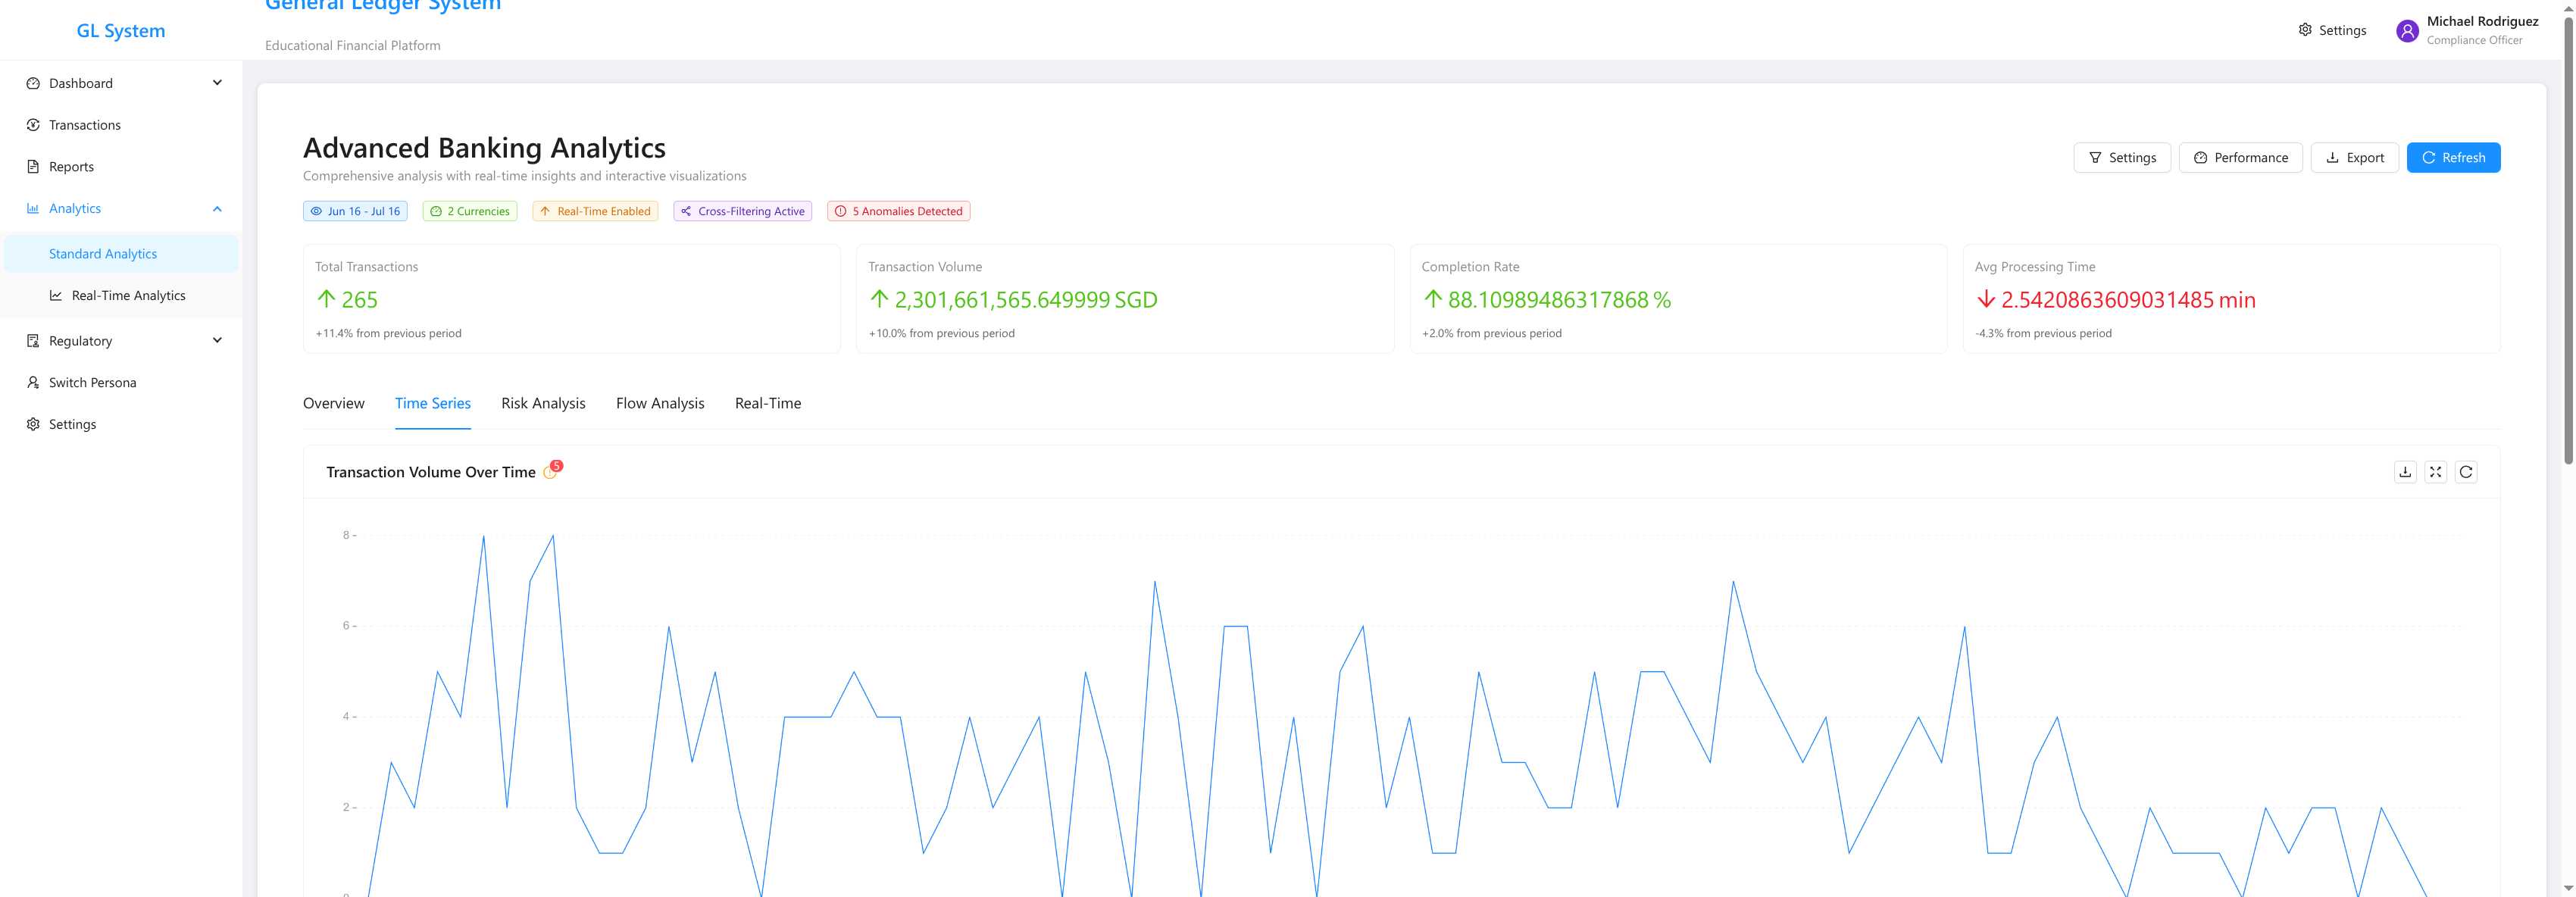 General Ledger System
GL System
Educational Financial Platform
Settings
Michael Rodriguez
Compliance Officer
Dashboard
Transactions
Reports
Analytics
Standard Analytics
Real-Time Analytics
Regulatory
Switch Persona
Settings
Advanced Banking Analytics
Comprehensive analysis with real-time insights and interactive visualizations
Settings
Performance
Export
Refresh
Jun 16 - Jul 16
2 Currencies
Real-Time Enabled
Cross-Filtering Active
5 Anomalies Detected
Total Transactions
265
+11.4% from previous period
Transaction Volume
2,301,661,565.649999 SGD
+10.0% from previous period
Completion Rate
88.10989486317868 %
+2.0% from previous period
Avg Processing Time
2.5420863609031485 min
-4.3% from previous period
Overview
Time Series
Risk Analysis
Flow Analysis
Real-Time
Transaction Volume Over Time
5
8
6
4
2